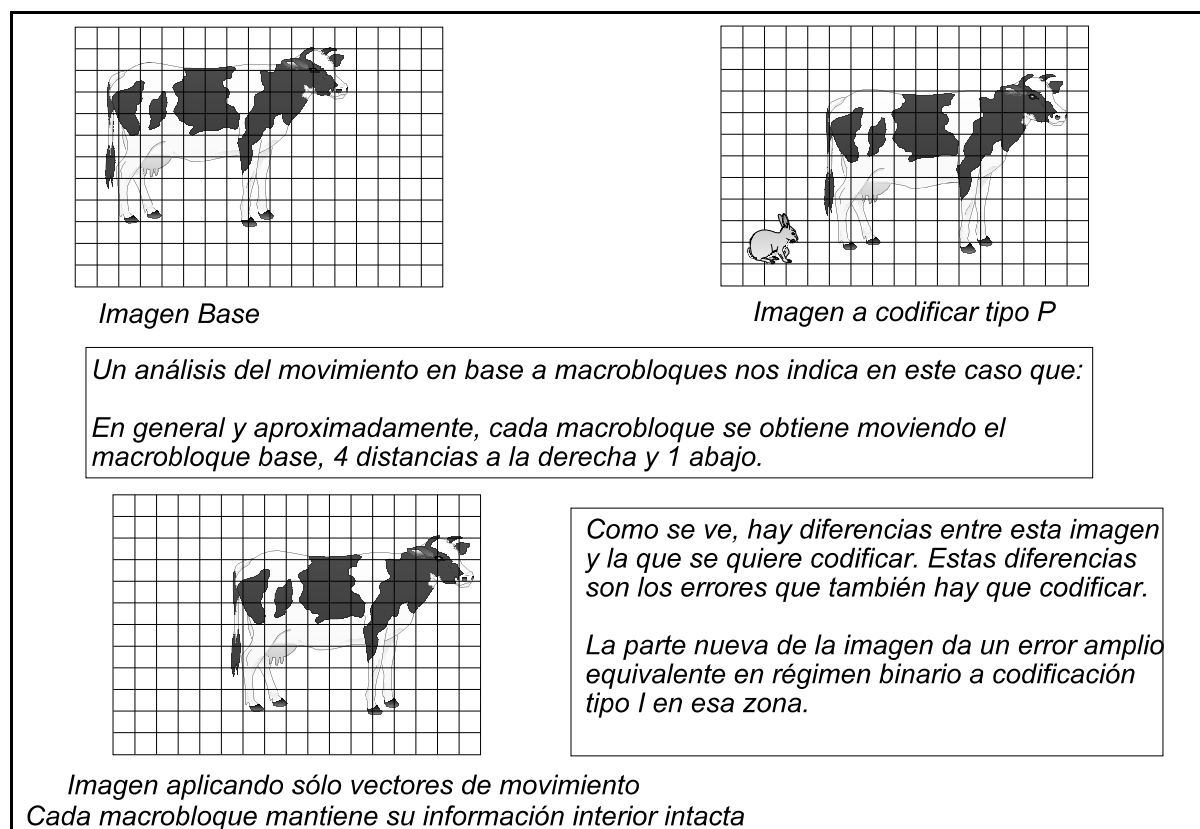 Imagen Base
Imagen a codificar tipo P
Un análisis del movimiento en base a macrobloques nos indica en este caso que:
En general y aproximadamente, cada macrobloque se obtiene moviendo el
macrobloque base, 4 distancias a la derecha y 1 abajo.
Como se ve, hay diferencias entre esta imagen
y la que se quiere codificar. Estas diferencias
son los errores que también hay que codificar.
La parte nueva de la imagen da un error amplio
equivalente en régimen binario a codificación
tipo I en esa zona.
Imagen aplicando sólo vectores de movimiento
Cada macrobloque mantiene su información interior intacta